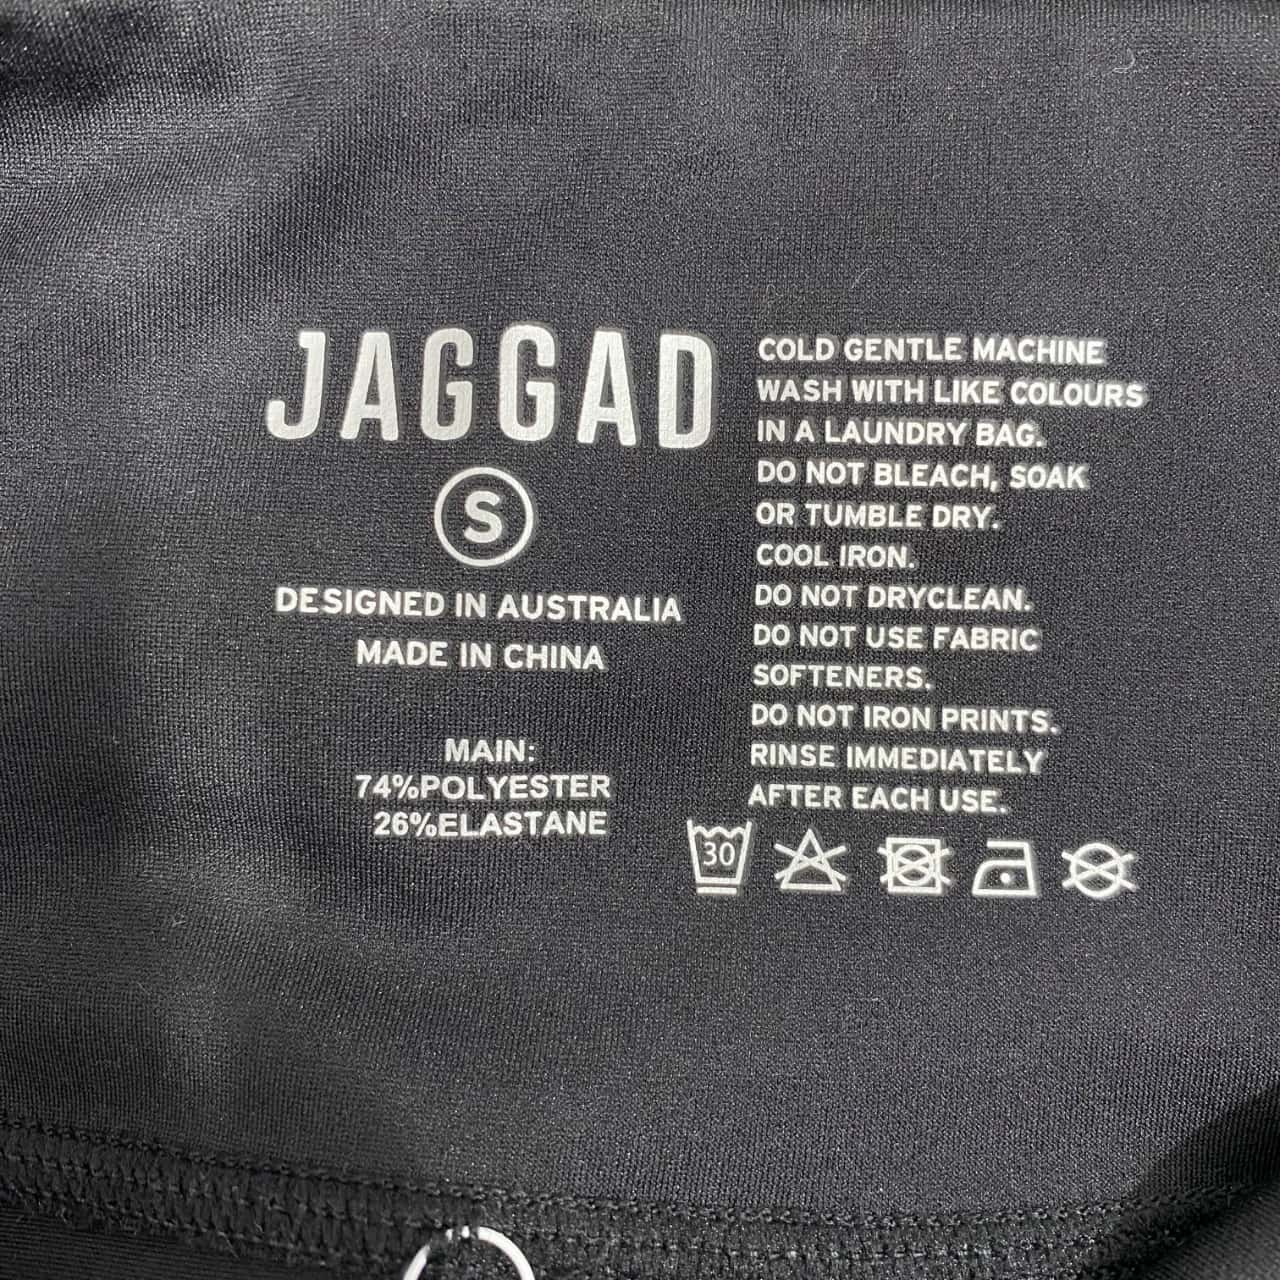 JAGGAD
S
DESIGNED IN AUSTRALIA
MADE IN CHINA
MAIN:
74%POLYESTER
26%ELASTANE
COLD GENTLE MACHINE
WASH WITH LIKE COLOURS
IN A LAUNDRY BAG.
DO NOT BLEACH, SOAK
OR TUMBLE DRY.
COOL IRON.
DO NOT DRYCLEAN.
DO NOT USE FABRIC
SOFTENERS.
DO NOT IRON PRINTS.
RINSE IMMEDIATELY
AFTER EACH USE.
30